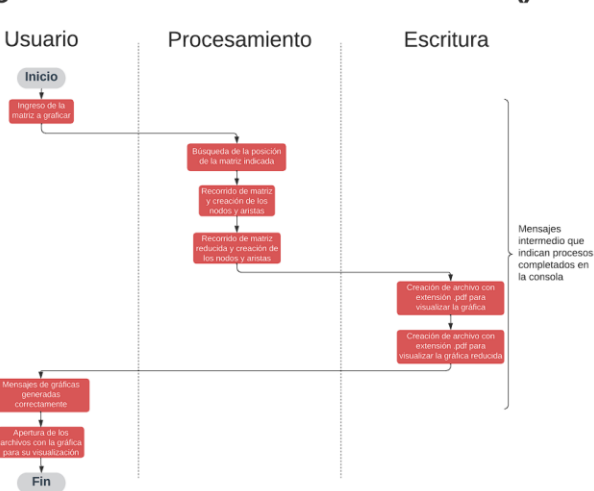 Usuario
Procesamiento
Escritura
Inicio
Ingreso de la
matriz a graficar
Búsqueda de la posición
de la matriz indicada
Recorrido de matriz
y creación de los
nodos y aristas
Recorrido de matriz
reducida y creación de
los nodos y aristas
Creación de archivo con
extensión .pdf para
visualizar la gráfica
Creación de archivo con
extensión .pdf para
visualizar la gráfica reducida
Mensajes
intermedio que
indican procesos
completados en
la consola
Mensajes de gráficas
generadas
correctamente
Apertura de los
archivos con la gráfica
para su visualización
Fin